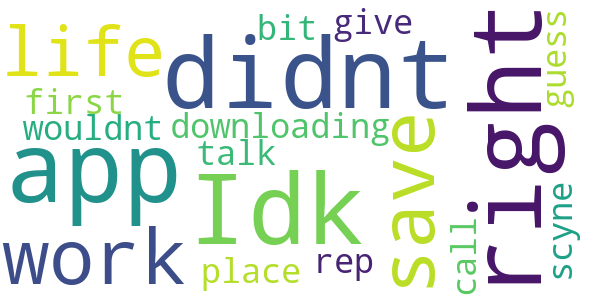 life
bit
give
didnt
right
guess
first
wouldnt
downloading
save
app
talk
Idk
work
place
rep
call
scyne